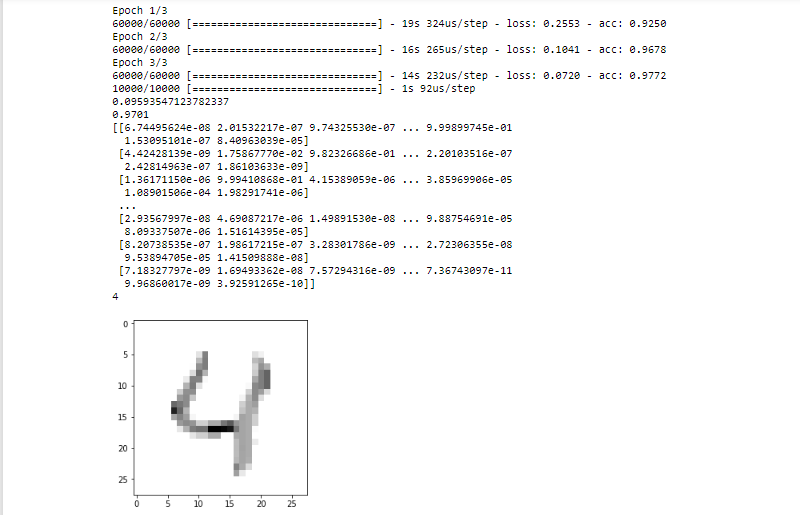 Epoch 1/3
60000/60000 [==============================] - 19s 324us/step - loss: 0.2553 - acc: 0.9250
Epoch 2/3
60000/60000 [==============================] - 16s 265us/step - loss: 0.1041 - acc: 0.9678
Epoch 3/3
60000/60000 [==============================] - 14s 232us/step - loss: 0.0720 - acc: 0.9772
10000/10000 [==============================] - 1s 92us/step
0.09593547123782337
0.9701
[[6.74495624e-08 2.01532217e-07 9.74325530e-07 ... 9.99899745e-01
1.53095101e-07 8.40963039e-05]
[4.42428139e-09 1.75867770e-02 9.82326686e-01 ... 2.20103516e-07
2.42814963e-07 1.86103633e-09]
[1.36171150e-06 9.99410868e-01 4.15389059e-06 ... 3.85969906e-05
1.08901506e-04 1.98291741e-06]
...
[2.93567997e-08 4.69087217e-06 1.49891530e-08 ... 9.88754691e-05
8.09337507e-06 1.51614395e-05]
[8.20738535e-07 1.98617215e-07 3.28301786e-09 ... 2.72306355e-08
9.53894705e-05 1.41509888e-08]
[7.18327797e-09 1.69493362e-08 7.57294316e-09 ... 7.36743097e-11
9.96860017e-09 3.92591265e-10]]
4
0
5
10
15
20
25
0 5 10 15 20 25
4